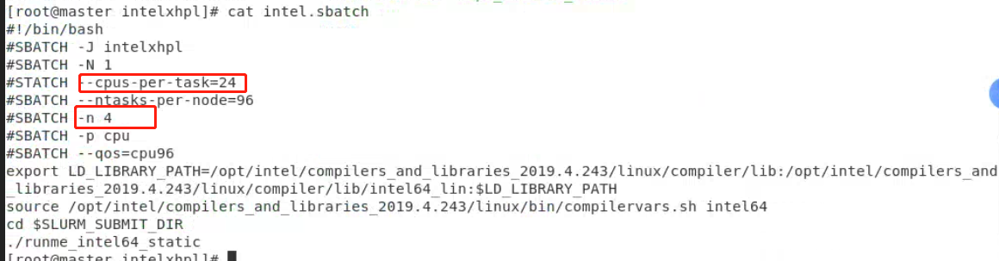 [root@master intelxhpl]# cat intel.sbatch
#!/bin/bash
#SBATCH -J intelxhpl
#SBATCH -N 1
#STATCH --cpus-per-task=24
#SBATCH --ntasks-per-node=96
#SBATCH -n 4
#SBATCH -p cpu
#SBATCH --qos=cpu96
export LD_LIBRARY_PATH=/opt/intel/compilers_and_libraries_2019.4.243/linux/compiler/lib:/opt/intel/compilers_and
_libraries_2019.4.243/linux/compiler/lib/intel64_lin:$LD_LIBRARY_PATH
source /opt/intel/compilers_and_libraries_2019.4.243/linux/bin/compilervars.sh intel64
cd $SLURM_SUBMIT_DIR
./runme_intel64_static
[root@master intelxhpl]#